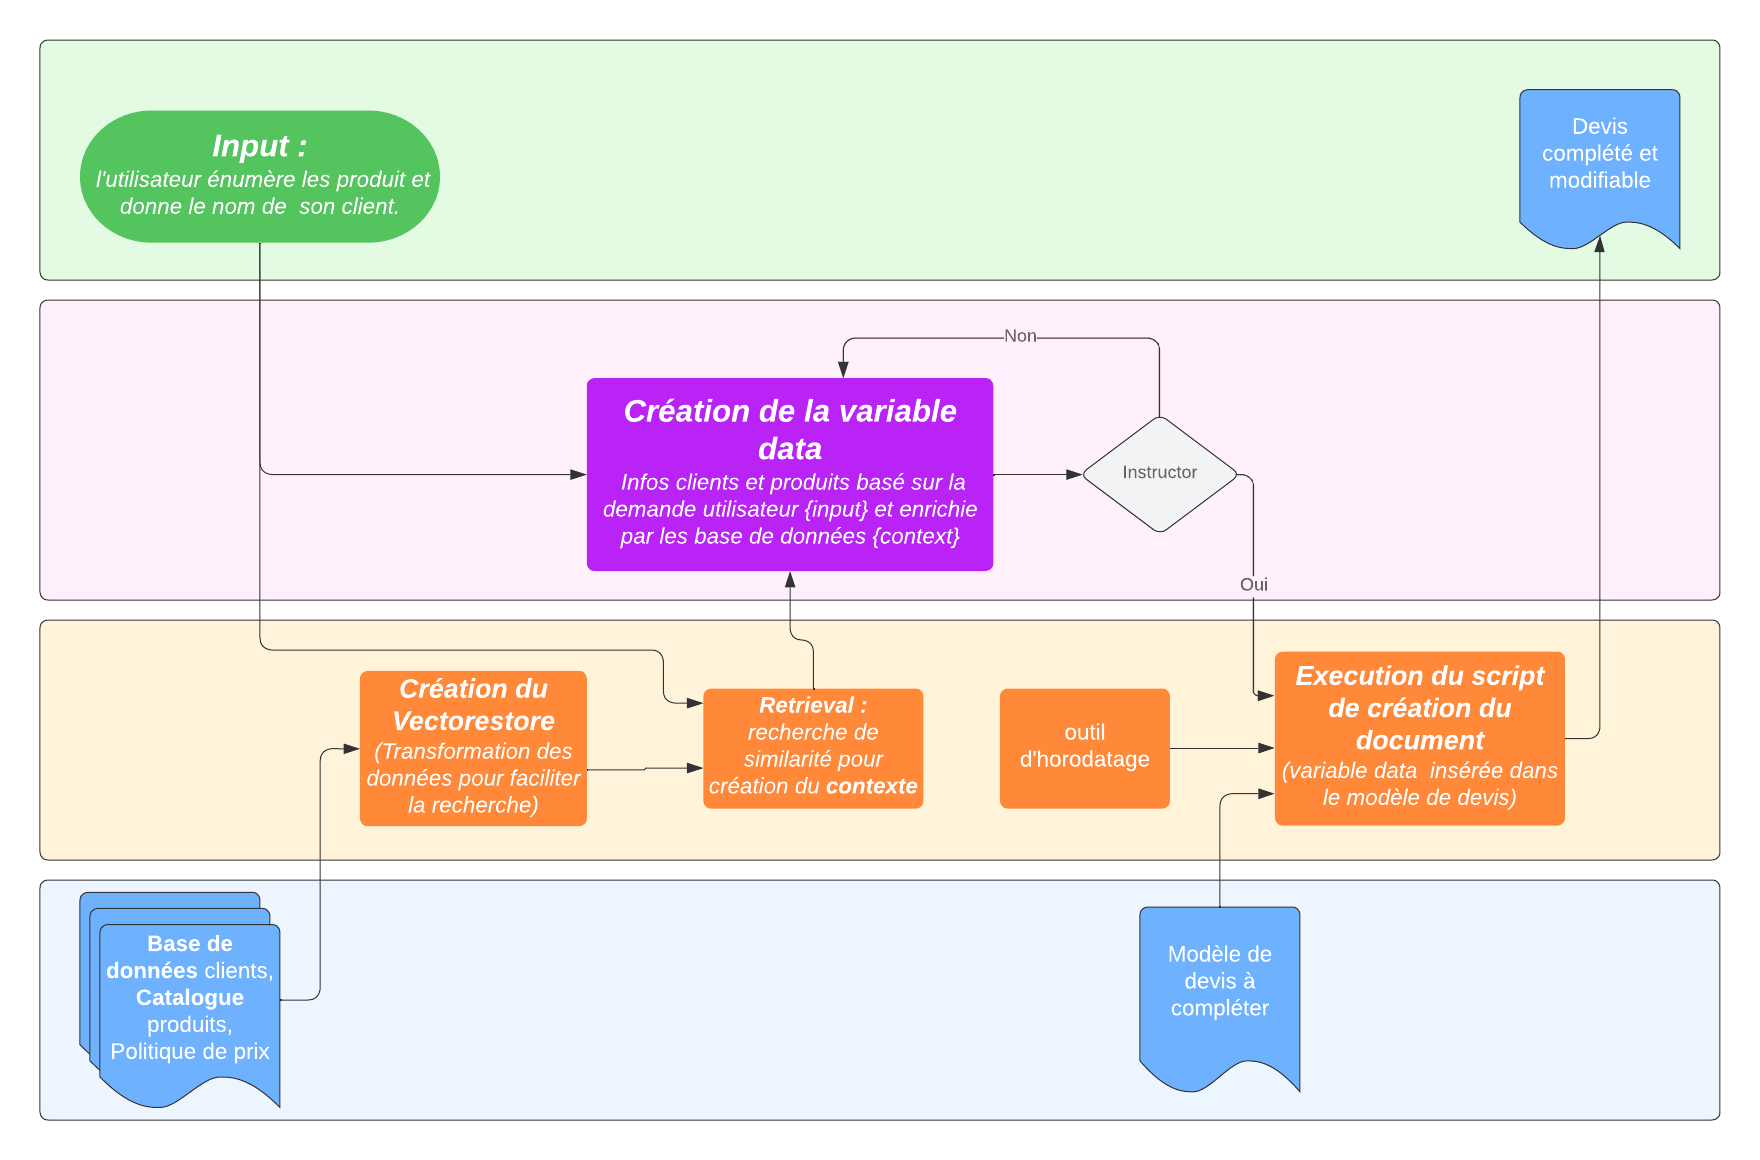 Input :
l'utilisateur énumère les produit et
donne le nom de  son client.
Devis
complété et
modifiable
Non
Création de la variable
data
Infos clients et produits basé sur la
demande utilisateur {input} et enrichie
par les base de données {context}
Instructor
Oui
Création du
Vectorestore
(Transformation des
données pour faciliter
la recherche)
Retrieval :
recherche de
similarité pour
création du contexte
outil
d'horodatage
Execution du script
de création du
document
(variable data  insérée dans
le modèle de devis)
Base de
données clients,
Catalogue
produits,
Politique de prix
Modèle de
devis à
compléter